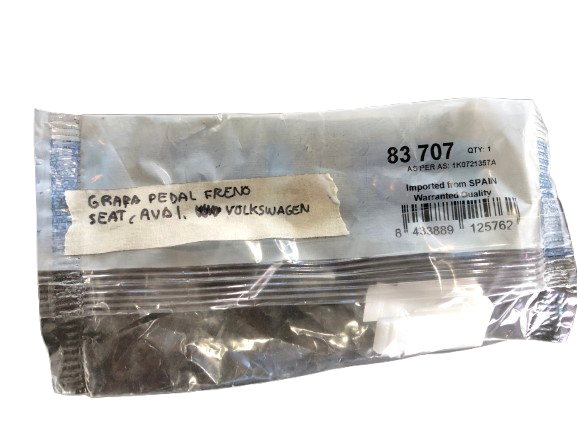 GRAPA PEDAL FRENO
SEAT, AUDI, VOLKSWAGEN
83 707 QTY: 1
AS PER AS: 1K0721357A
Imported from SPAIN
Warranted Quality
8 433889 125762